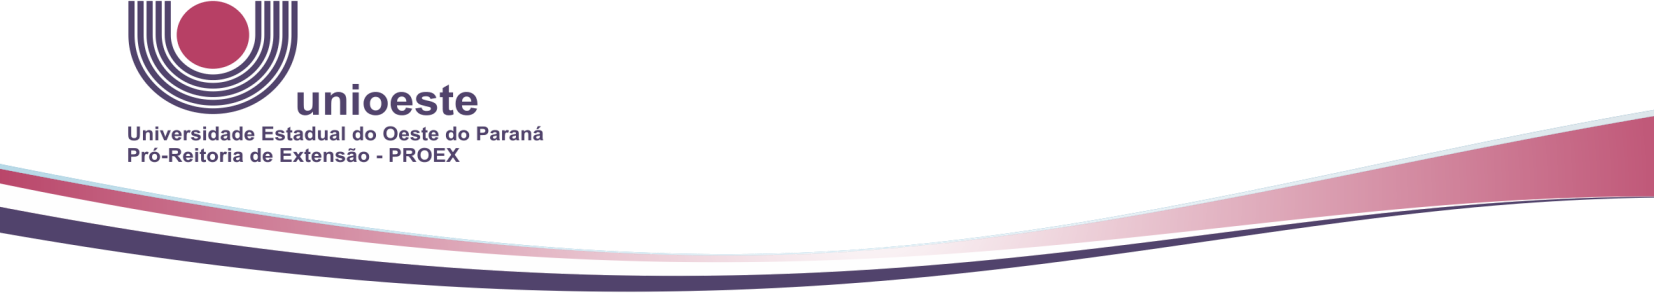 unioeste
Universidade Estadual do Oeste do Paraná
Pró-Reitoria de Extensão - PROEX